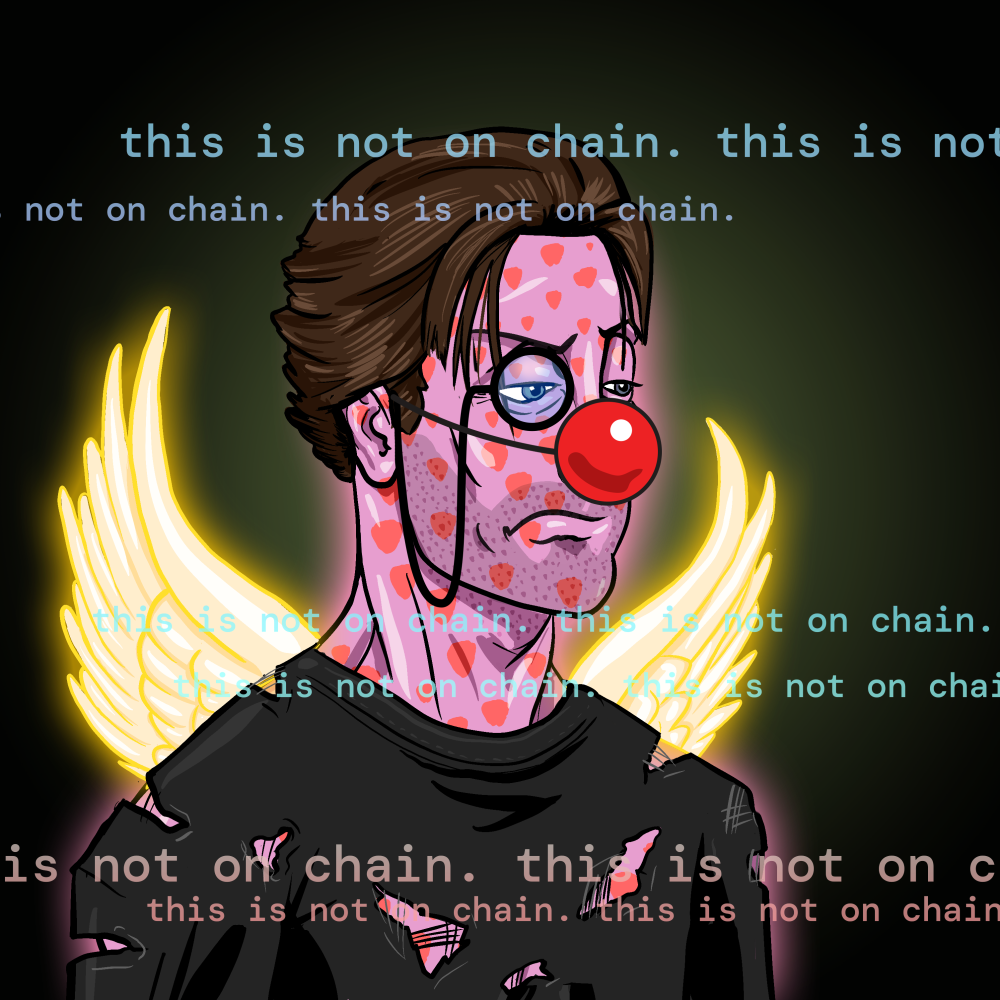 this is not on chain. this is not
not on chain. this is not on chain.
this is not on chain. this is not on chain.
this is not on chain. this is not on chai
is not on chain. this is not on c
this is not on chain. this is not on chain